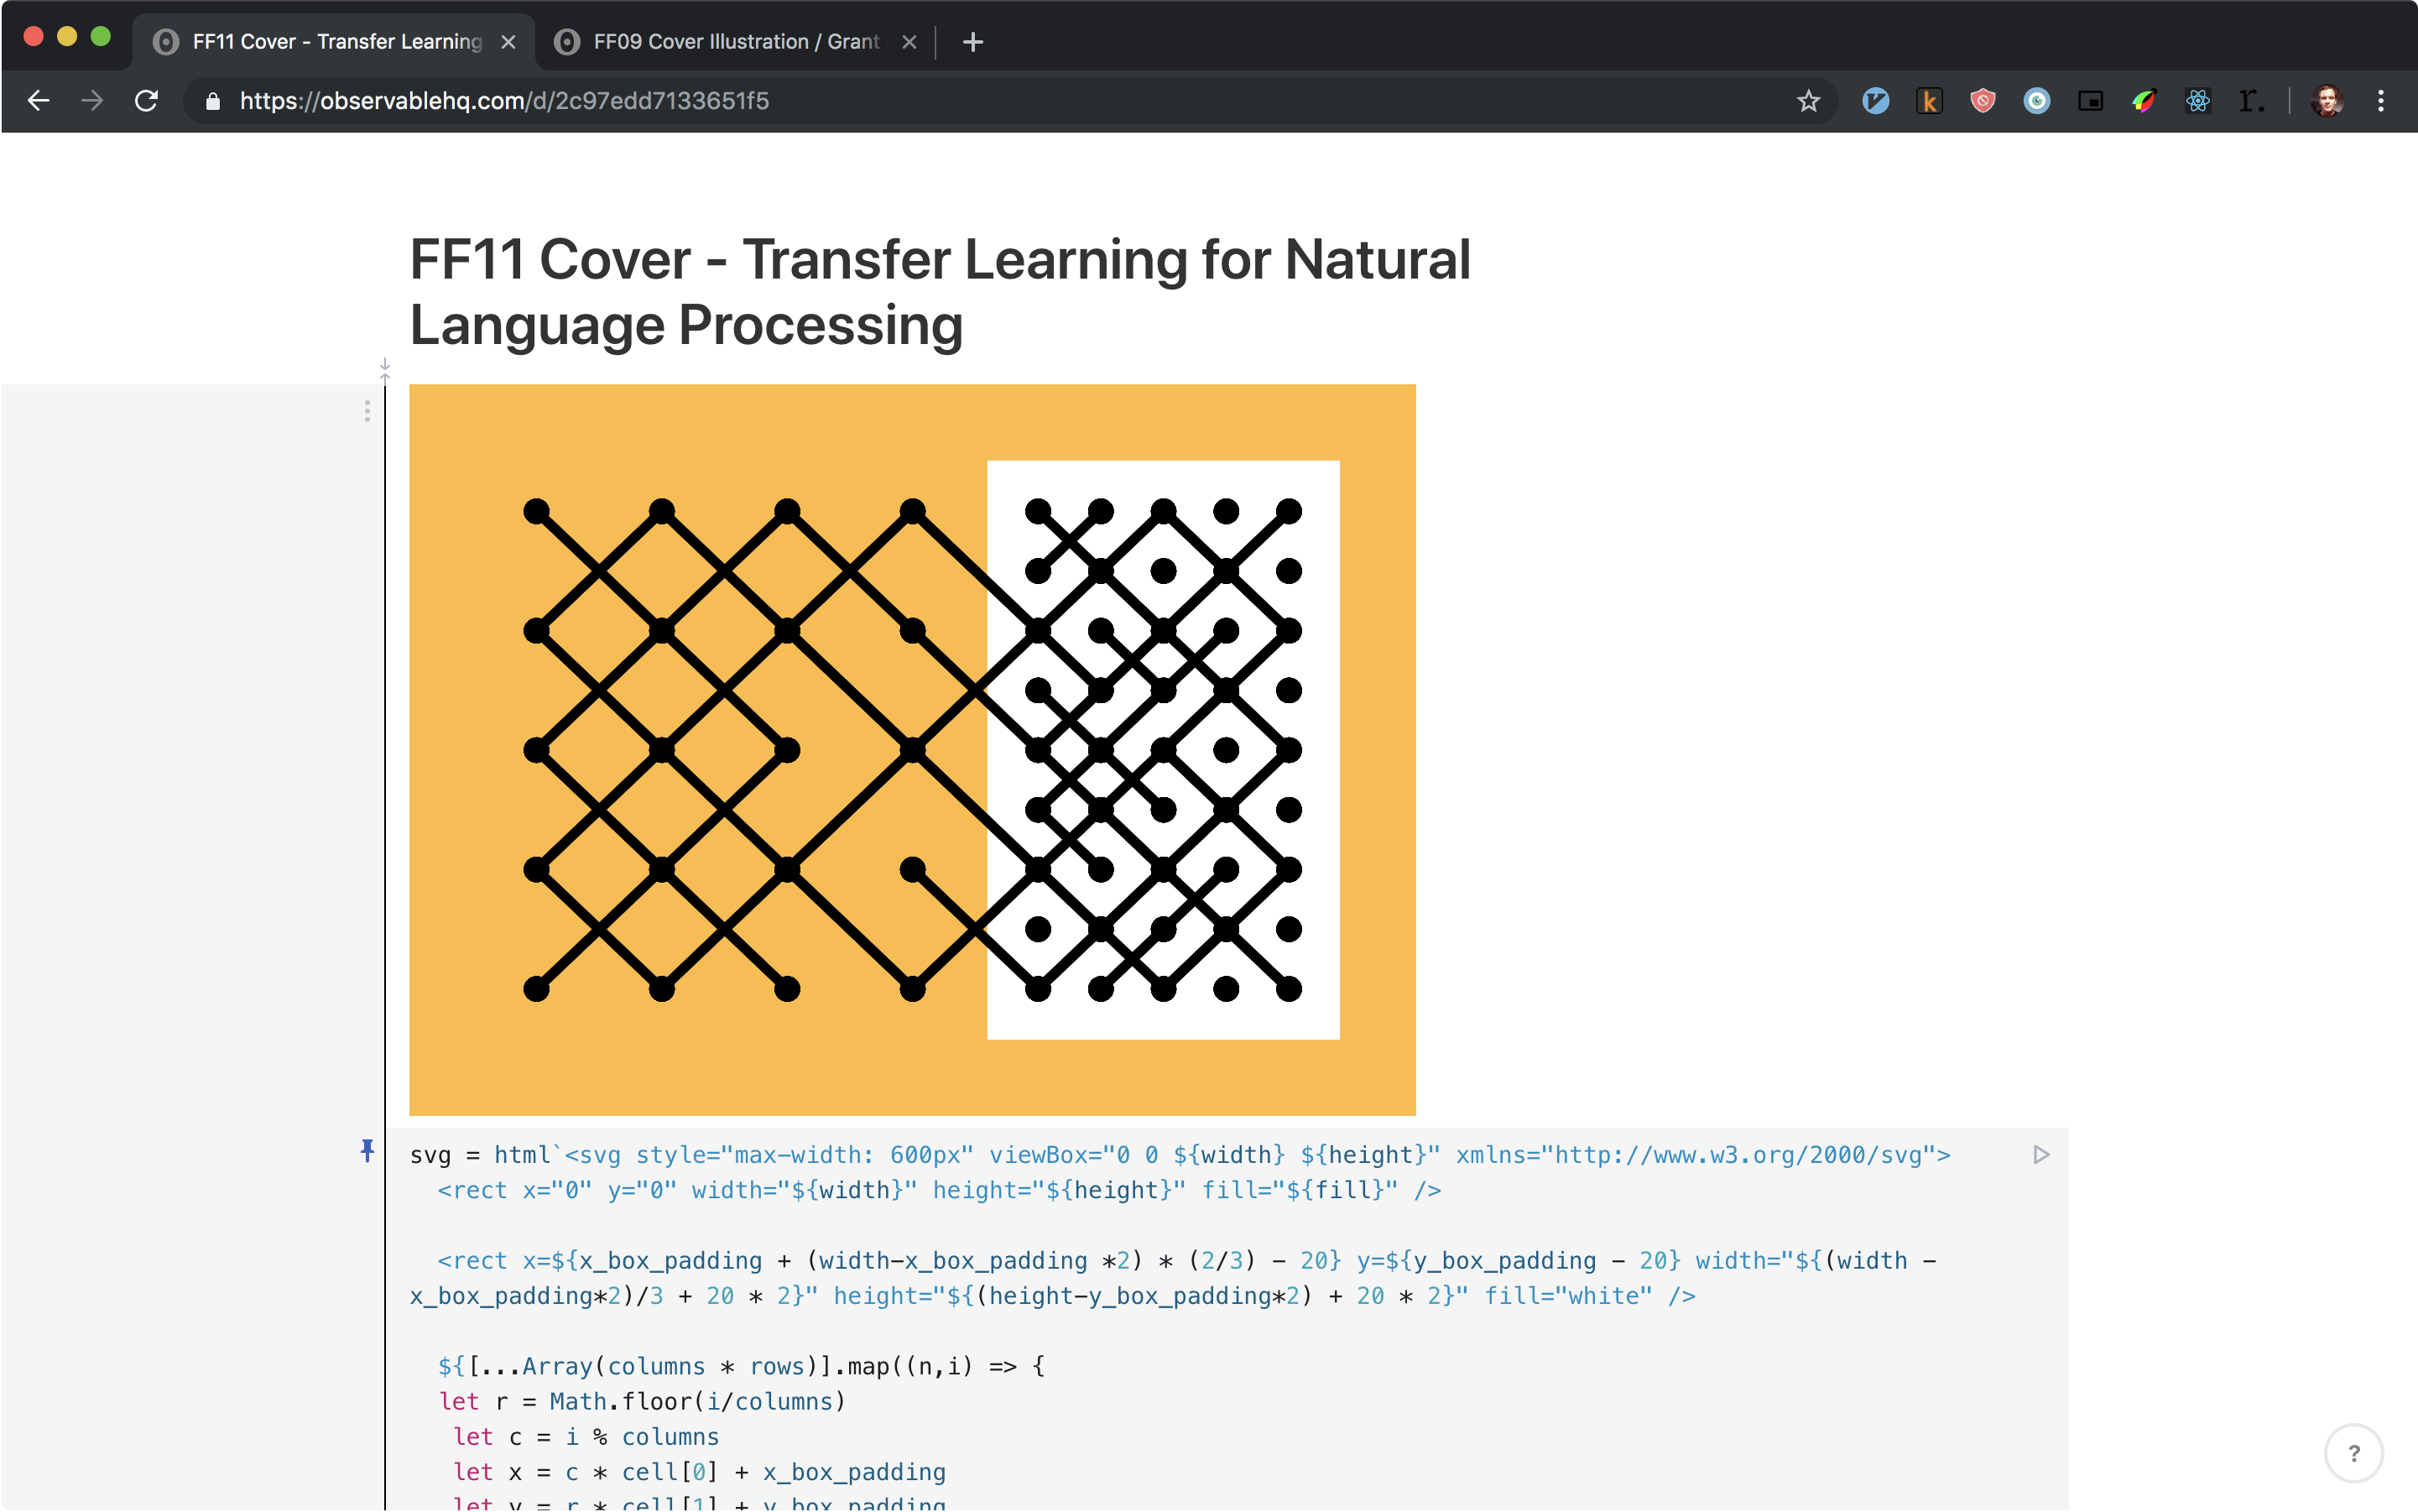 FF11 Cover - Transfer Learning
FF09 Cover Illustration / Grant
https://observablehq.com/d/2c97edd7133651f5
k
r.
FF11 Cover - Transfer Learning for Natural
Language Processing
svg = html`<svg style="max-width: 600px" viewBox="0 0 ${width} ${height}" xmlns="http://www.w3.org/2000/svg">
<rect x="0" y="0" width="${width}" height="${height}" fill="${fill}" />
<rect x=${x_box_padding + (width-x_box_padding *2) * (2/3) - 20} y=${y_box_padding - 20} width="${(width -
x_box_padding*2)/3 + 20 * 2}" height="${(height-y_box_padding*2) + 20 * 2}" fill="white" />
${[...Array(columns * rows)].map((n,i) => {
let r = Math.floor(i/columns)
let c = i % columns
let x = c * cell[0] + x_box_padding
let y = r * cell[1] + y_box_padding
?